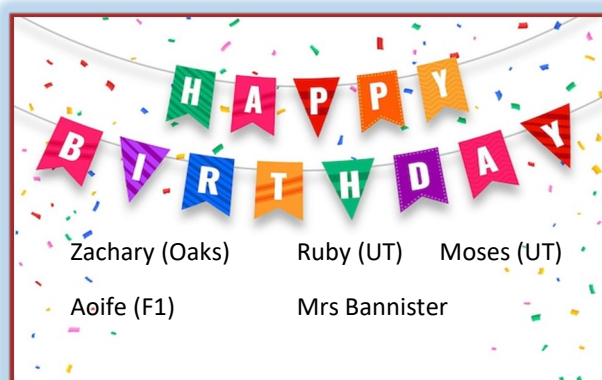 HAPPY
BIRTHDAY
Zachary (Oaks) Ruby (UT) Moses (UT)
Aoife (F1) Mrs Bannister